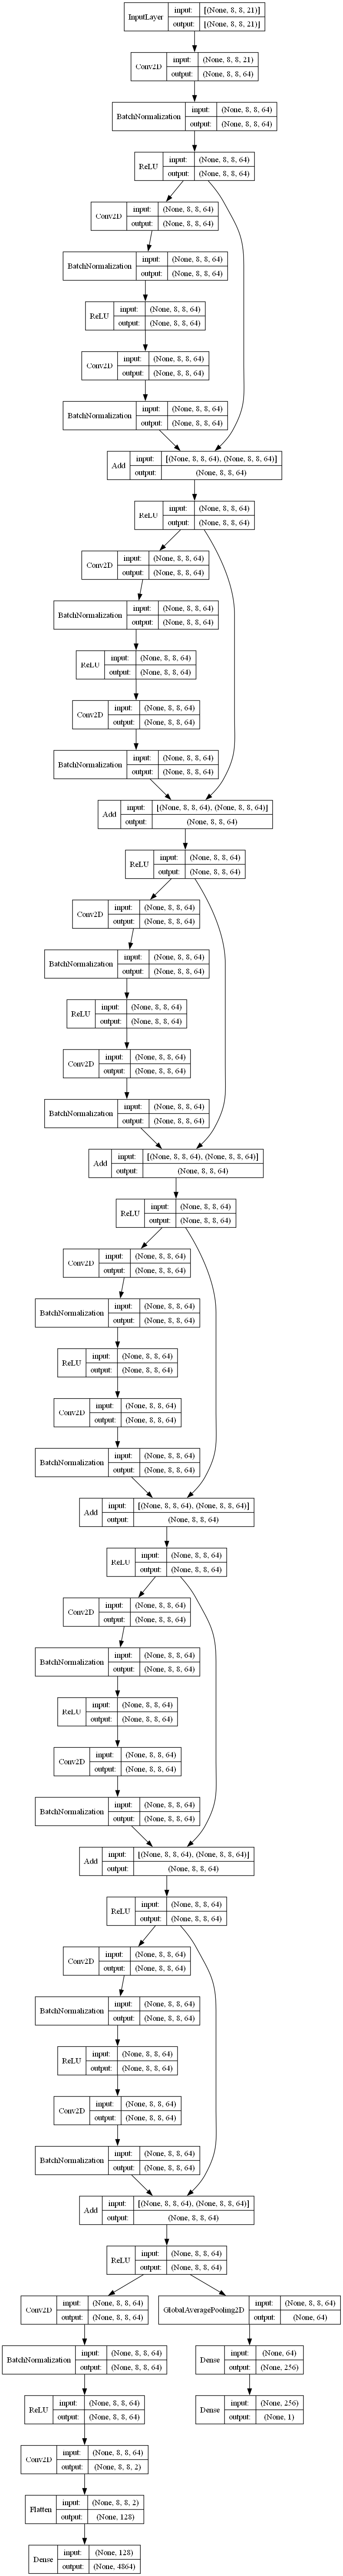 InputLayer
input: [(None, 8, 8, 21)]
output: [(None, 8, 8, 21)]
Conv2D
input: (None, 8, 8, 21)
output: (None, 8, 8, 64)
BatchNormalization
input: (None, 8, 8, 64)
output: (None, 8, 8, 64)
ReLU
input: (None, 8, 8, 64)
output: (None, 8, 8, 64)
Conv2D
input: (None, 8, 8, 64)
output: (None, 8, 8, 64)
BatchNormalization
input: (None, 8, 8, 64)
output: (None, 8, 8, 64)
ReLU
input: (None, 8, 8, 64)
output: (None, 8, 8, 64)
Conv2D
input: (None, 8, 8, 64)
output: (None, 8, 8, 64)
BatchNormalization
input: (None, 8, 8, 64)
output: (None, 8, 8, 64)
Add
input: [(None, 8, 8, 64), (None, 8, 8, 64)]
output: (None, 8, 8, 64)
ReLU
input: (None, 8, 8, 64)
output: (None, 8, 8, 64)
Conv2D
input: (None, 8, 8, 64)
output: (None, 8, 8, 64)
BatchNormalization
input: (None, 8, 8, 64)
output: (None, 8, 8, 64)
ReLU
input: (None, 8, 8, 64)
output: (None, 8, 8, 64)
Conv2D
input: (None, 8, 8, 64)
output: (None, 8, 8, 64)
BatchNormalization
input: (None, 8, 8, 64)
output: (None, 8, 8, 64)
Add
input: [(None, 8, 8, 64), (None, 8, 8, 64)]
output: (None, 8, 8, 64)
ReLU
input: (None, 8, 8, 64)
output: (None, 8, 8, 64)
Conv2D
input: (None, 8, 8, 64)
output: (None, 8, 8, 64)
BatchNormalization
input: (None, 8, 8, 64)
output: (None, 8, 8, 64)
ReLU
input: (None, 8, 8, 64)
output: (None, 8, 8, 64)
Conv2D
input: (None, 8, 8, 64)
output: (None, 8, 8, 64)
BatchNormalization
input: (None, 8, 8, 64)
output: (None, 8, 8, 64)
Add
input: [(None, 8, 8, 64), (None, 8, 8, 64)]
output: (None, 8, 8, 64)
ReLU
input: (None, 8, 8, 64)
output: (None, 8, 8, 64)
Conv2D
input: (None, 8, 8, 64)
output: (None, 8, 8, 64)
BatchNormalization
input: (None, 8, 8, 64)
output: (None, 8, 8, 64)
ReLU
input: (None, 8, 8, 64)
output: (None, 8, 8, 64)
Conv2D
input: (None, 8, 8, 64)
output: (None, 8, 8, 64)
BatchNormalization
input: (None, 8, 8, 64)
output: (None, 8, 8, 64)
Add
input: [(None, 8, 8, 64), (None, 8, 8, 64)]
output: (None, 8, 8, 64)
ReLU
input: (None, 8, 8, 64)
output: (None, 8, 8, 64)
Conv2D
input: (None, 8, 8, 64)
output: (None, 8, 8, 64)
BatchNormalization
input: (None, 8, 8, 64)
output: (None, 8, 8, 64)
ReLU
input: (None, 8, 8, 64)
output: (None, 8, 8, 64)
Conv2D
input: (None, 8, 8, 64)
output: (None, 8, 8, 64)
BatchNormalization
input: (None, 8, 8, 64)
output: (None, 8, 8, 64)
Add
input: [(None, 8, 8, 64), (None, 8, 8, 64)]
output: (None, 8, 8, 64)
ReLU
input: (None, 8, 8, 64)
output: (None, 8, 8, 64)
Conv2D
input: (None, 8, 8, 64)
output: (None, 8, 8, 64)
BatchNormalization
input: (None, 8, 8, 64)
output: (None, 8, 8, 64)
ReLU
input: (None, 8, 8, 64)
output: (None, 8, 8, 64)
Conv2D
input: (None, 8, 8, 64)
output: (None, 8, 8, 64)
BatchNormalization
input: (None, 8, 8, 64)
output: (None, 8, 8, 64)
Add
input: [(None, 8, 8, 64), (None, 8, 8, 64)]
output: (None, 8, 8, 64)
ReLU
input: (None, 8, 8, 64)
output: (None, 8, 8, 64)
Conv2D
input: (None, 8, 8, 64)
output: (None, 8, 8, 64)
GlobalAveragePooling2D
input: (None, 8, 8, 64)
output: (None, 64)
BatchNormalization
input: (None, 8, 8, 64)
output: (None, 8, 8, 64)
Dense
input: (None, 64)
output: (None, 256)
ReLU
input: (None, 8, 8, 64)
output: (None, 8, 8, 64)
Dense
input: (None, 256)
output: (None, 1)
Conv2D
input: (None, 8, 8, 64)
output: (None, 8, 8, 2)
Flatten
input: (None, 8, 8, 2)
output: (None, 128)
Dense
input: (None, 128)
output: (None, 4864)